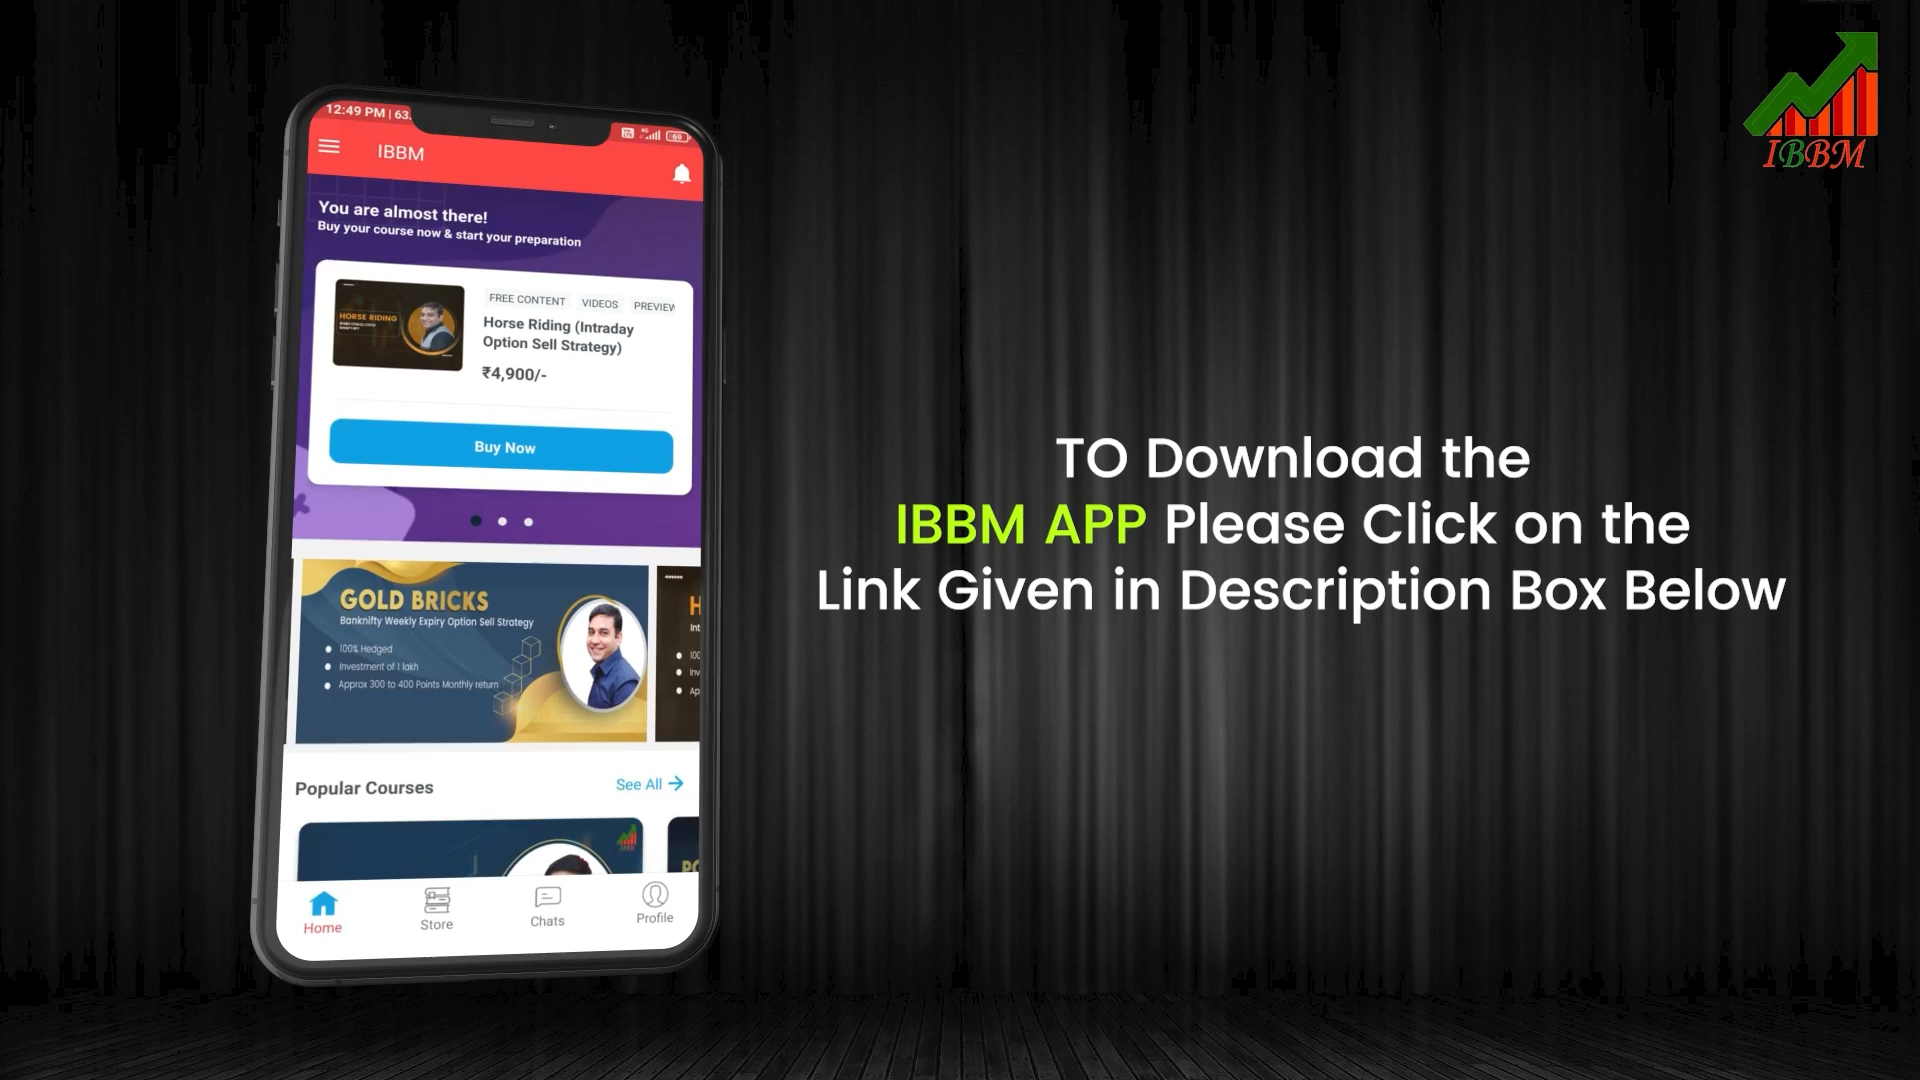 12:49 PM | 63.
69
IBBM
You are almost there!
Buy your course now & start your preparation
HORSE RIDING
FREE CONTENT VIDEOS PREVIEW
Horse Riding (Intraday
Option Sell Strategy)
₹4,900/-
Buy Now
GOLD BRICKS
Banknifty Weekly Expiry Option Sell Strategy
100% Hedged
Investment of 1 lakh
Approx 300 to 400 Points Monthly return
Popular Courses
See All
Home
Store
Chats
Profile
TO Download the
IBBM APP Please Click on the
Link Given in Description Box Below
IBBM